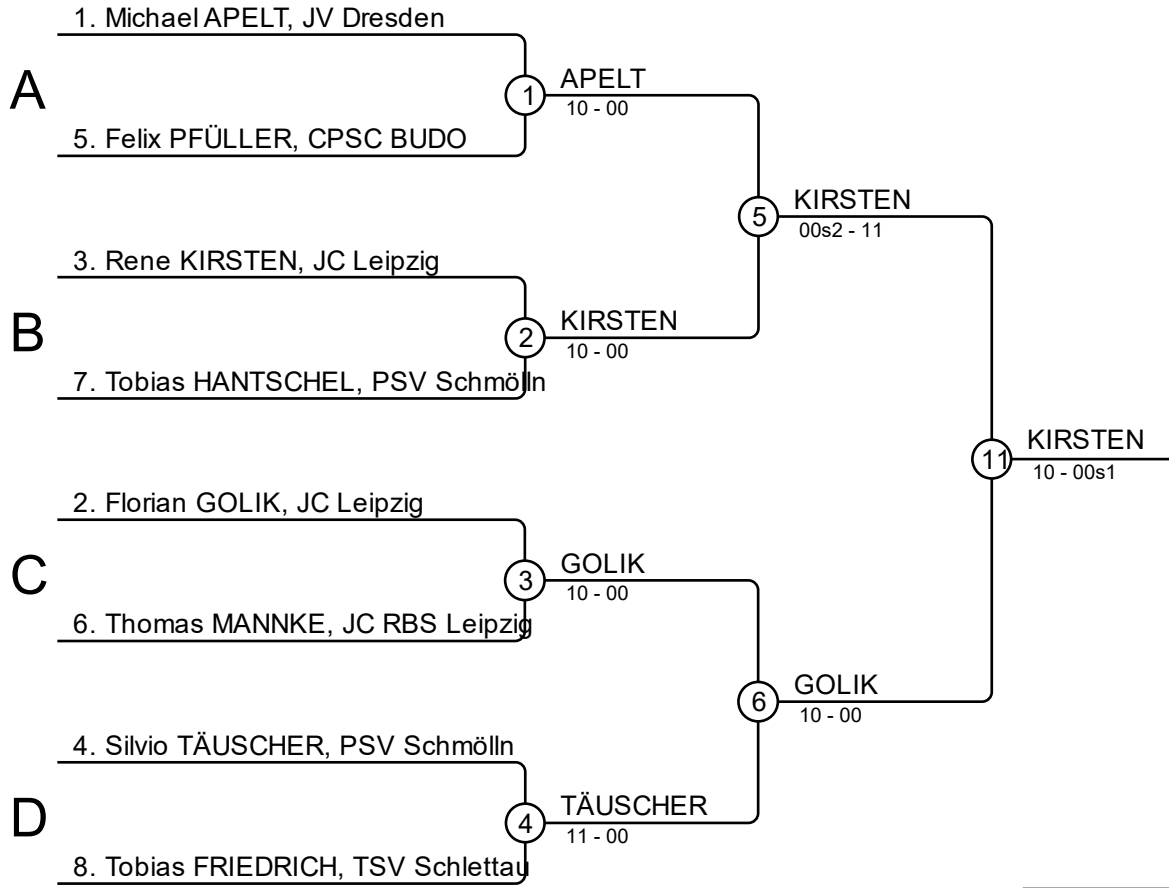 1. Michael APELT, JV Dresden
A
1
APELT
10 - 00
5. Felix PFÜLLER, CPSC BUDO
5
KIRSTEN
00s2 - 11
3. Rene KIRSTEN, JC Leipzig
B
2
KIRSTEN
10 - 00
7. Tobias HANTSCHEL, PSV Schmölln
11
KIRSTEN
10 - 00s1
2. Florian GOLIK, JC Leipzig
C
3
GOLIK
10 - 00
6. Thomas MANNKE, JC RBS Leipzig
6
GOLIK
10 - 00
4. Silvio TÄUSCHER, PSV Schmölln
D
4
TÄUSCHER
11 - 00
8. Tobias FRIEDRICH, TSV Schlettau